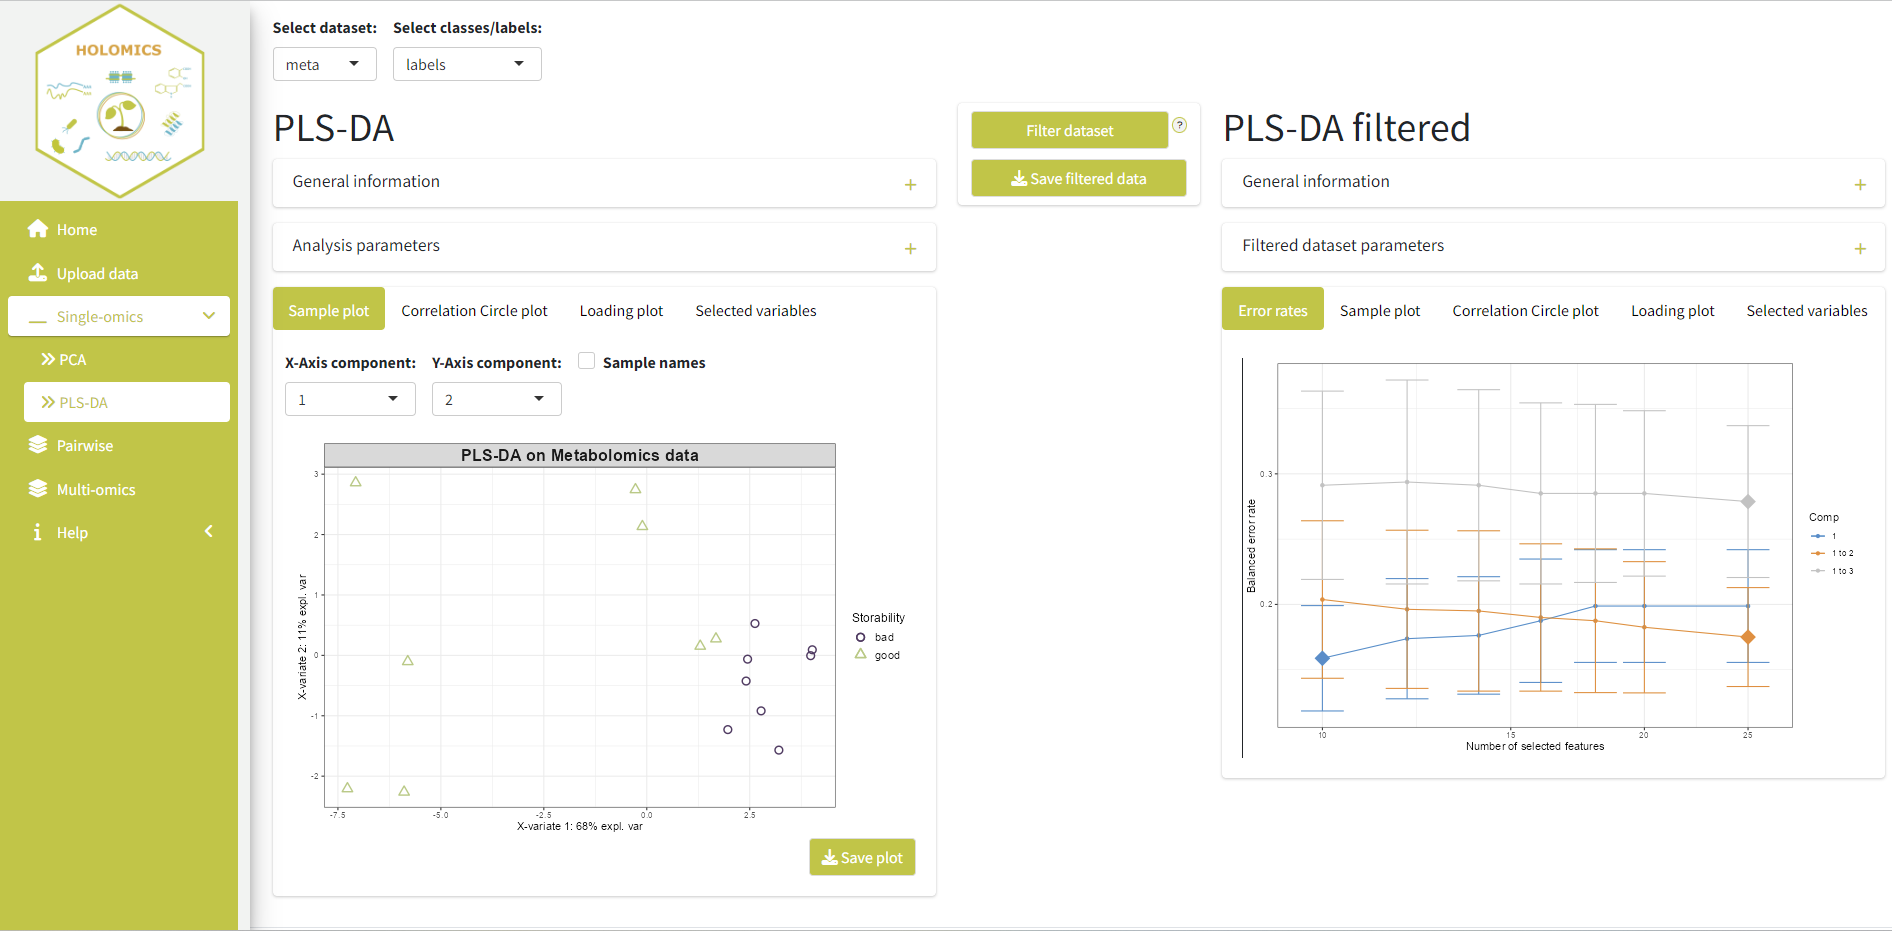 HOLOMICS
Home
Upload data
Single-omics
PCA
PLS-DA
Pairwise
Multi-omics
Help
Select dataset: Select classes/labels:
meta labels
PLS-DA
General information +
Analysis parameters +
Sample plot Correlation Circle plot Loading plot Selected variables
X-Axis component: Y-Axis component: Sample names
1 2
PLS-DA on Metabolomics data
3
2
1
0
-1
-2
X-variate 2: 11% expl. var
-7.5 -5.0 -2.5 0.0 2.5
X-variate 1: 68% expl. var
Storability
bad
good
Save plot
Filter dataset ?
Save filtered data
PLS-DA filtered
General information +
Filtered dataset parameters +
Error rates Sample plot Correlation Circle plot Loading plot Selected variables
0.3
0.2
Balanced error rate
10 15 20 25
Number of selected features
Comp
1
1 to 2
1 to 3